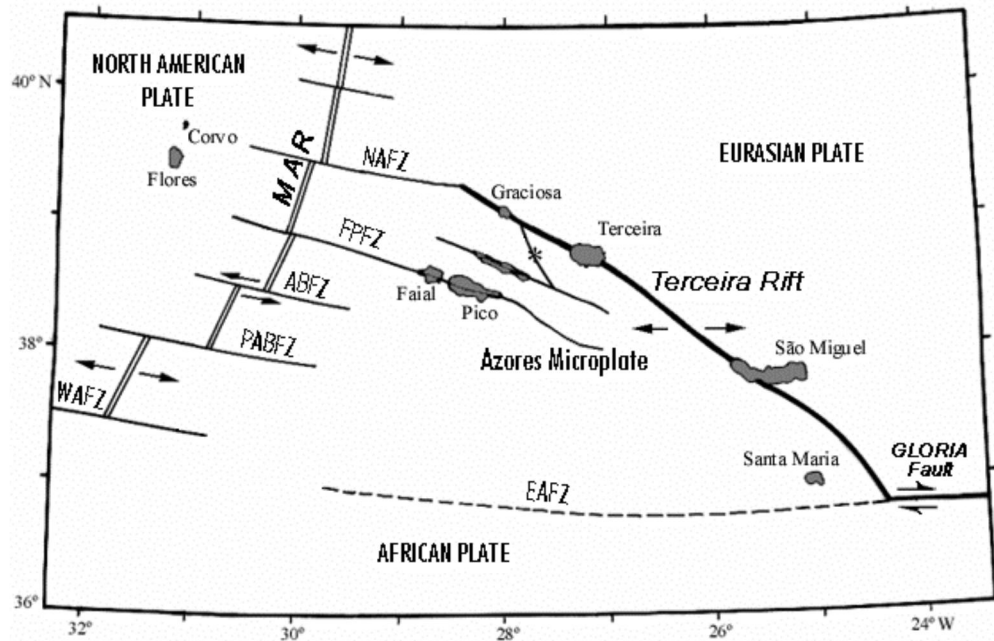 40° N
NORTH AMERICAN
PLATE
Corvo
Flores
MAR
NAFZ
EURASIAN PLATE
Graciosa
Terceira
FPFZ
*
Terceira Rift
ABFZ
Faial
Pico
38°
PABFZ
Azores Microplate
São Miguel
WAFZ
Santa Maria
GLORIA
Fault
EAFZ
AFRICAN PLATE
36°
32° 30° 28° 26° 24° W